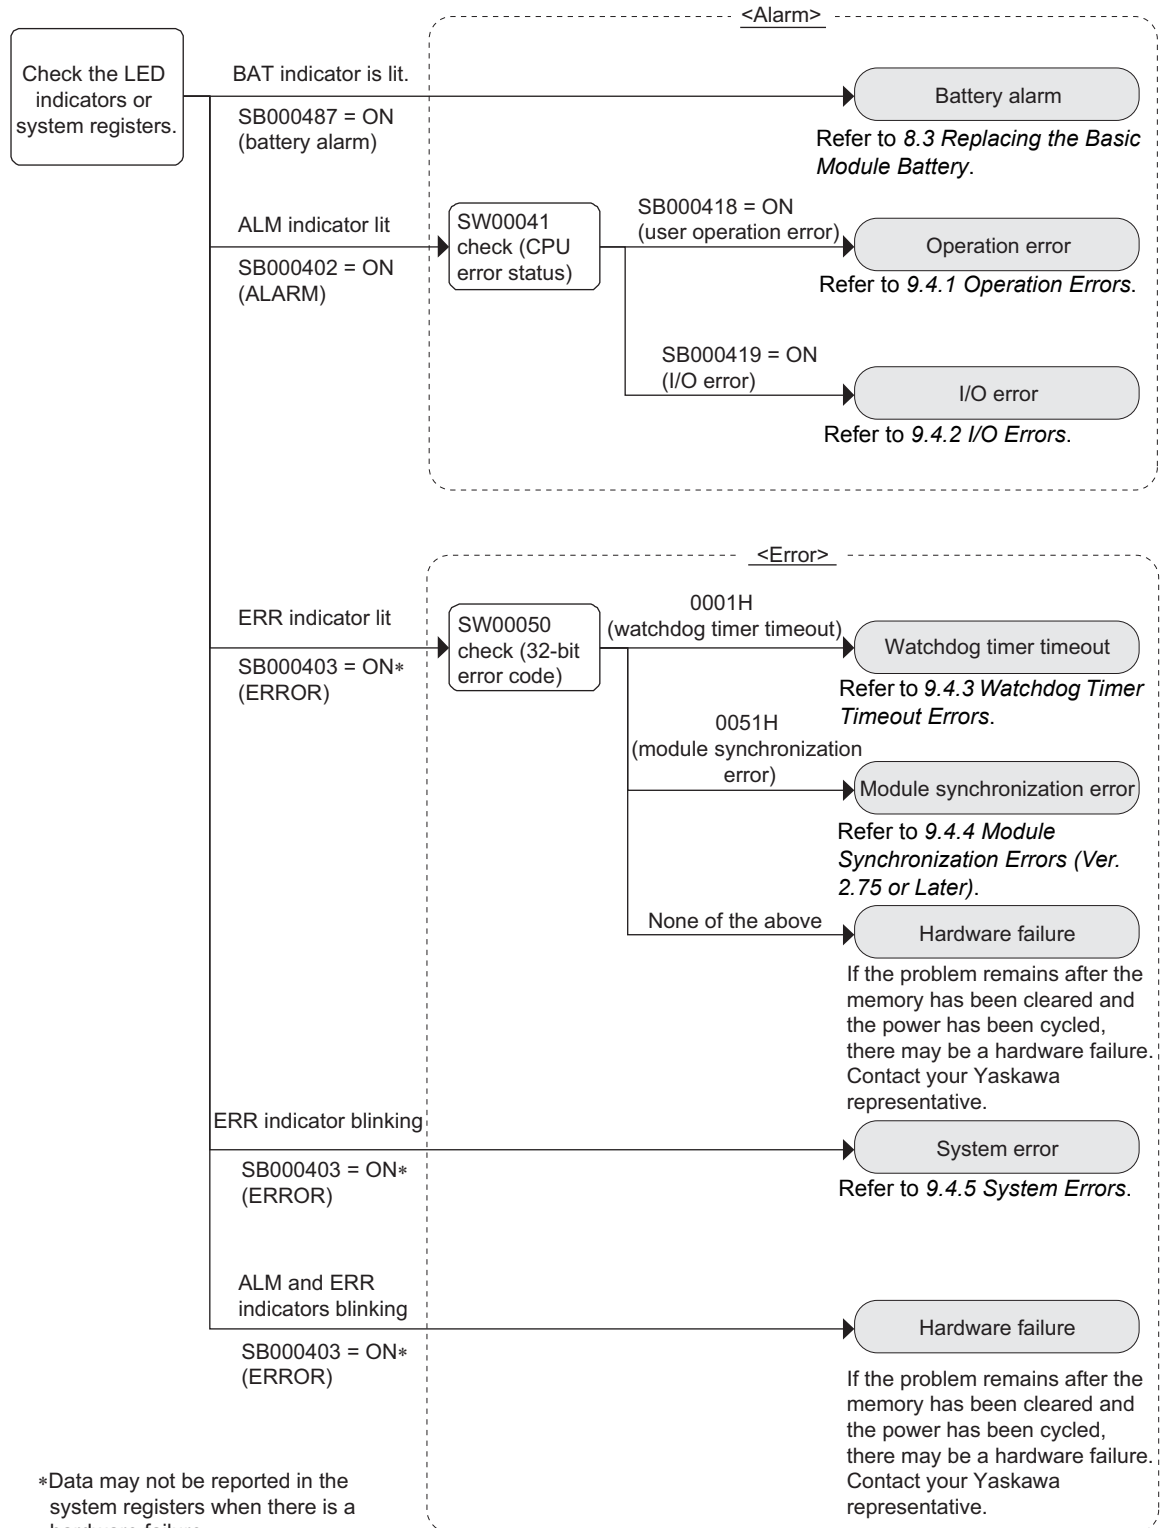 <Alarm>
Check the LED
indicators or
system registers.
BAT indicator is lit.
SB000487 = ON
(battery alarm)
Battery alarm
Refer to 8.3 Replacing the Basic
Module Battery.
ALM indicator lit
SB000402 = ON
(ALARM)
SW00041
check (CPU
error status)
SB000418 = ON
(user operation error)
Operation error
Refer to 9.4.1 Operation Errors.
SB000419 = ON
(I/O error)
I/O error
Refer to 9.4.2 I/O Errors.
<Error>
ERR indicator lit
SB000403 = ON*
(ERROR)
SW00050
check (32-bit
error code)
0001H
(watchdog timer timeout)
Watchdog timer timeout
Refer to 9.4.3 Watchdog Timer
Timeout Errors.
0051H
(module synchronization
error)
Module synchronization error
Refer to 9.4.4 Module
Synchronization Errors (Ver.
2.75 or Later).
None of the above
Hardware failure
If the problem remains after the
memory has been cleared and
the power has been cycled,
there may be a hardware failure.
Contact your Yaskawa
representative.
ERR indicator blinking
SB000403 = ON*
(ERROR)
System error
Refer to 9.4.5 System Errors.
ALM and ERR
indicators blinking
SB000403 = ON*
(ERROR)
Hardware failure
If the problem remains after the
memory has been cleared and
the power has been cycled,
there may be a hardware failure.
Contact your Yaskawa
representative.
*Data may not be reported in the
system registers when there is a